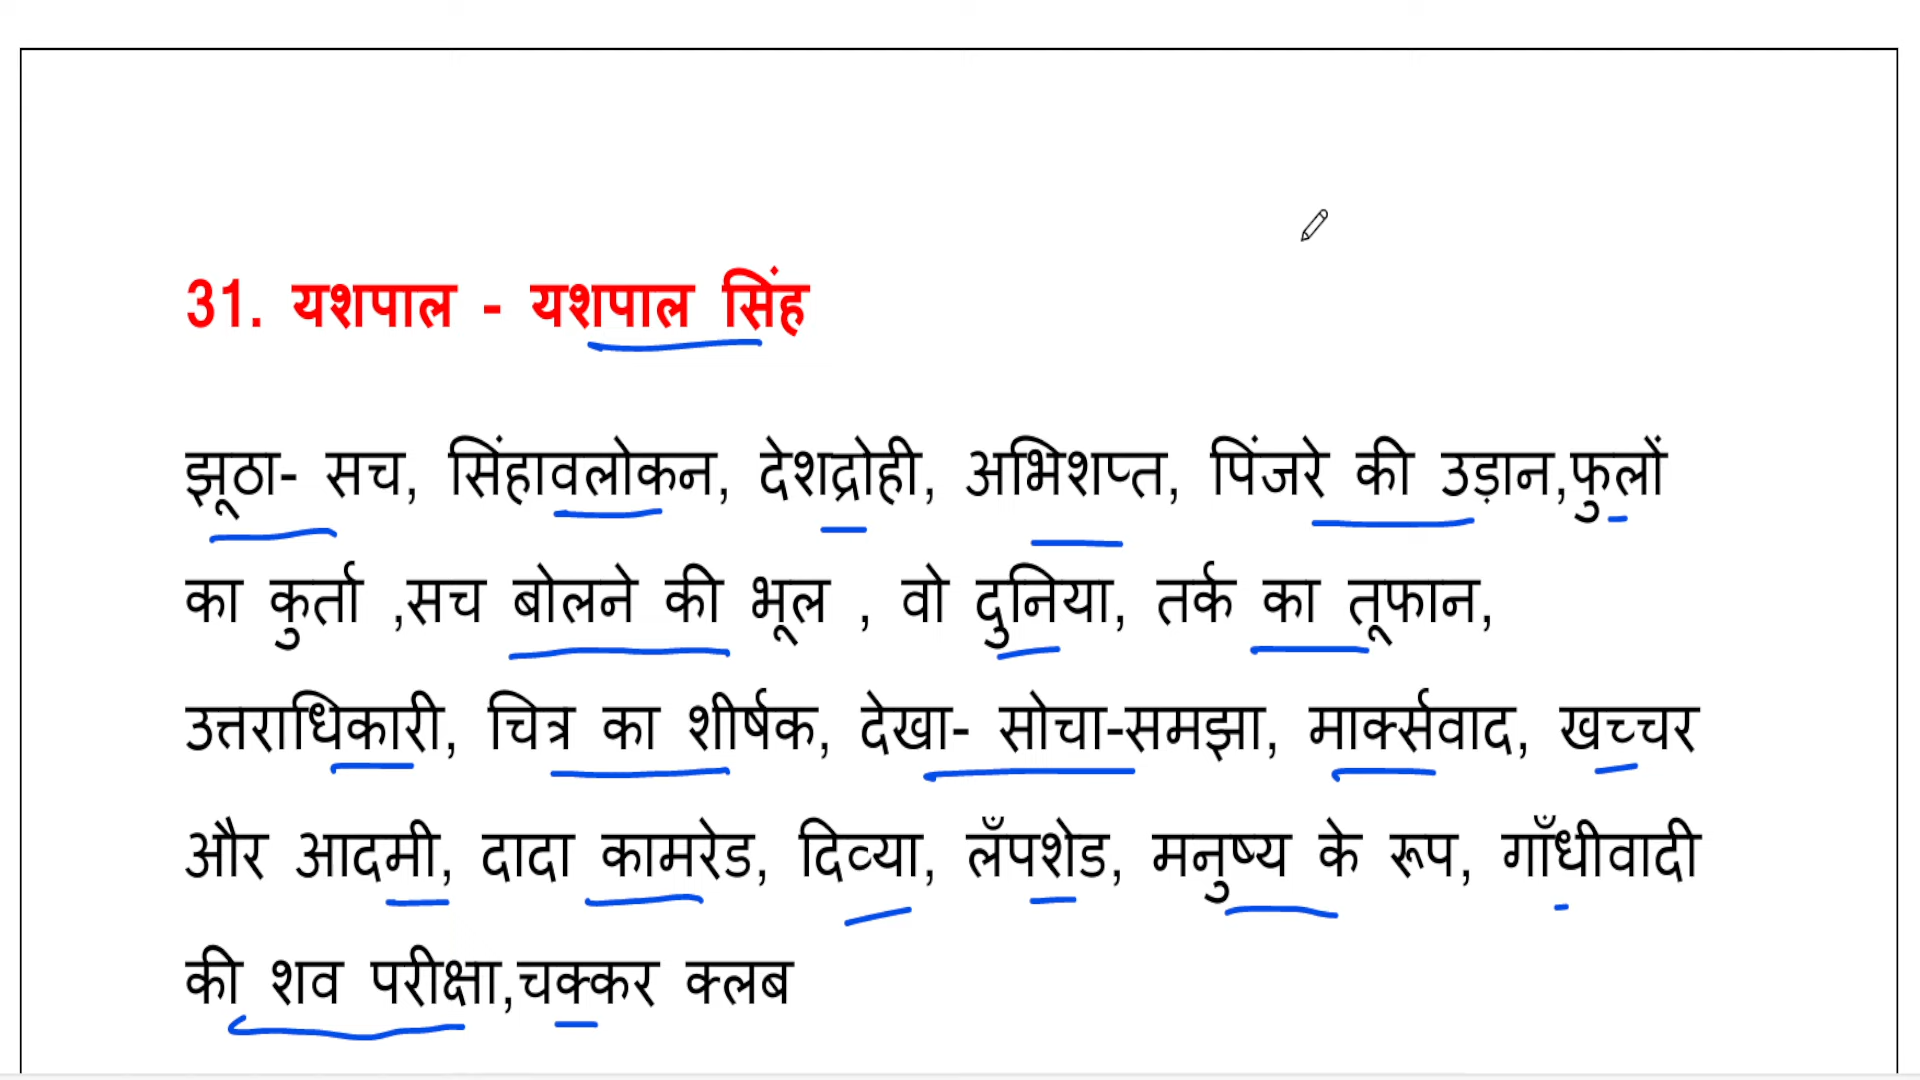 31. यशपाल - यशपाल सिंह
झूठा- सच, सिंहावलोकन, देशद्रोही, अभिशप्त, पिंजरे की उड़ान,फुलों
का कुर्ता ,सच बोलने की भूल , वो दुनिया, तर्क का तूफान,
उत्तराधिकारी, चित्र का शीर्षक, देखा- सोचा-समझा, मार्क्सवाद, खच्चर
और आदमी, दादा कामरेड, दिव्या, लँपशेड, मनुष्य के रूप, गाँधीवादी
की शव परीक्षा,चक्कर क्लब